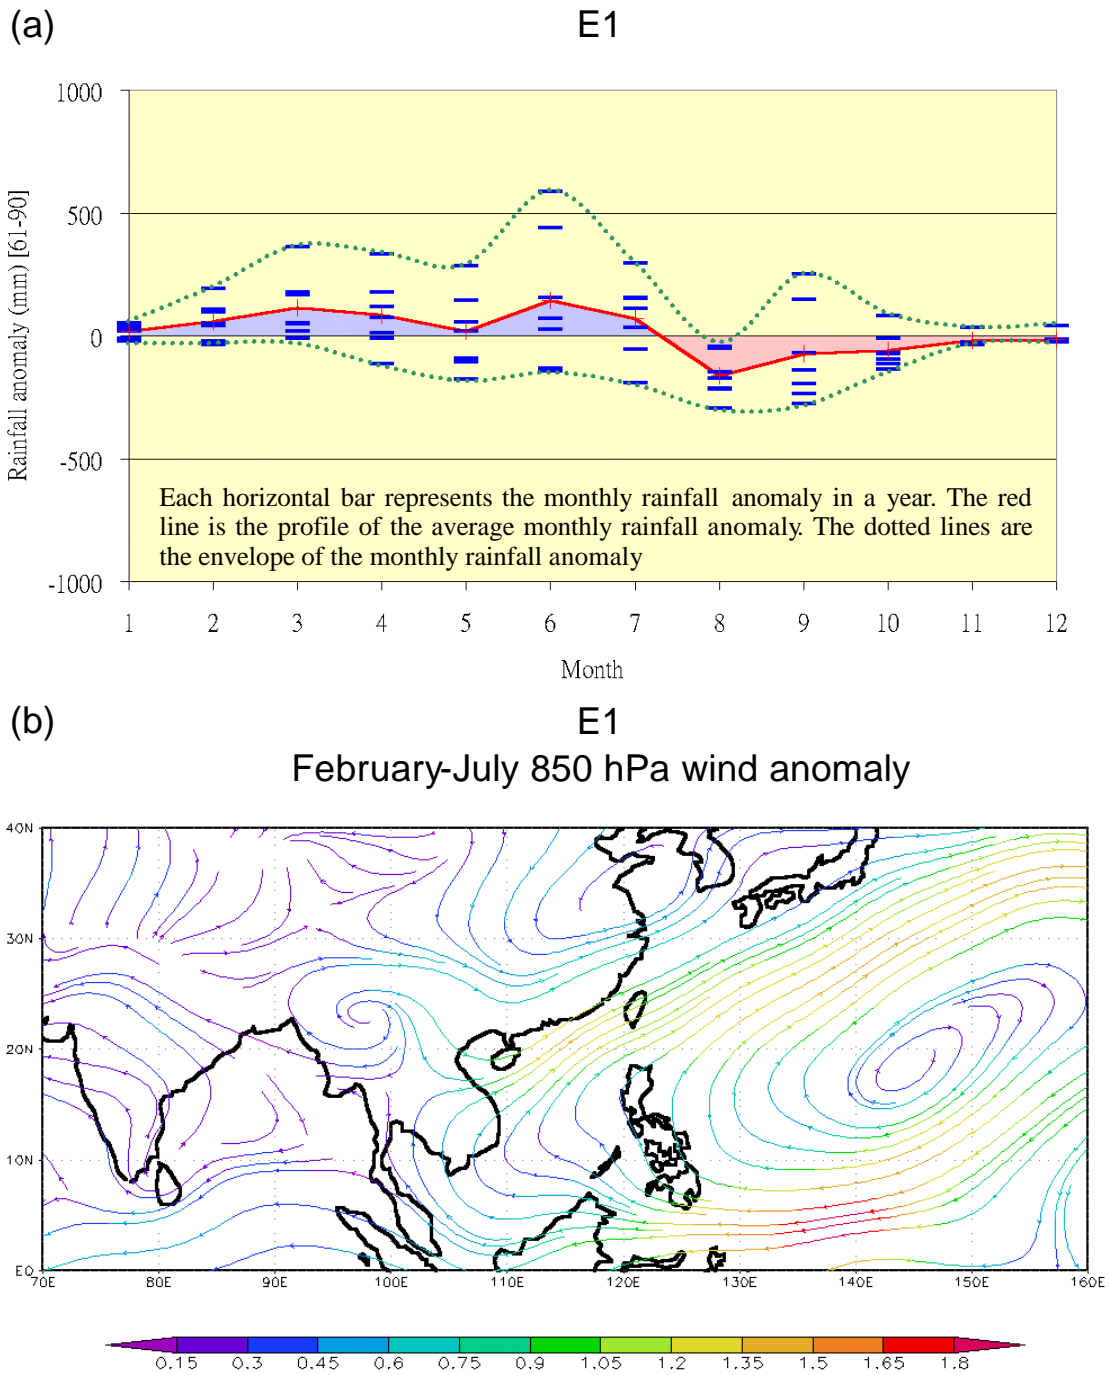 (a)
E1
1000
500
0
-500
-1000
Rainfall anomaly (mm) [61-90]
Each horizontal bar represents the monthly rainfall anomaly in a year. The red
line is the profile of the average monthly rainfall anomaly. The dotted lines are
the envelope of the monthly rainfall anomaly
1 2 3 4 5 6 7 8 9 10 11 12
Month
(b)
E1
February-July 850 hPa wind anomaly
40N
30N
20N
10N
EQ
70E 80E 90E 100E 110E 120E 130E 140E 150E 160E
0.15 0.3 0.45 0.6 0.75 0.9 1.05 1.2 1.35 1.5 1.65 1.8